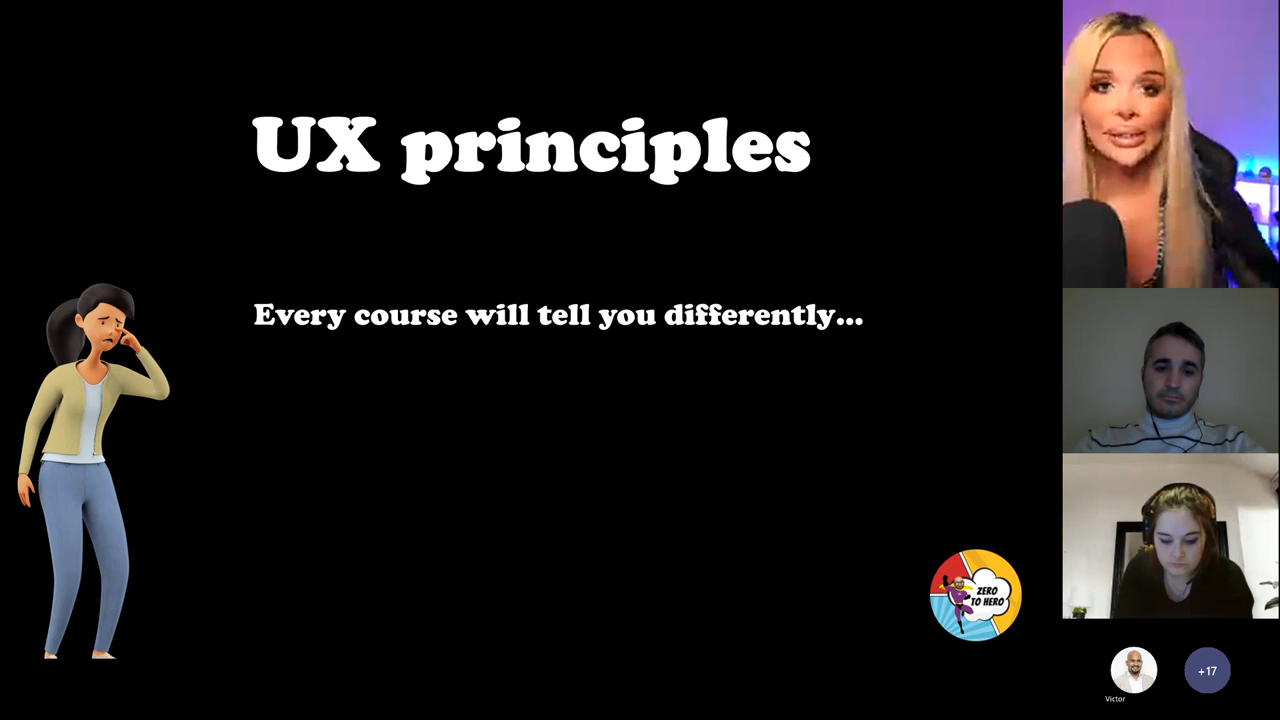 UX principles
Every course will tell you differently...
ZERO
TO HERO
+17
Victor